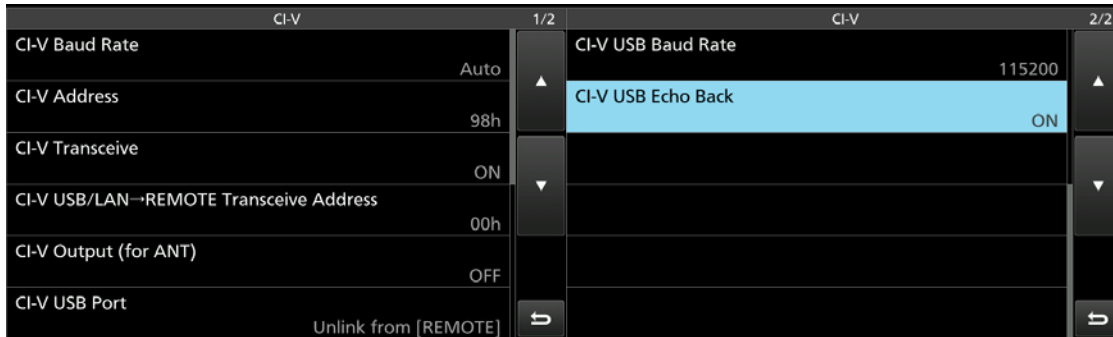 CI-V 1/2
CI-V Baud Rate
Auto
CI-V Address
98h
CI-V Transceive
ON
CI-V USB/LAN→REMOTE Transceive Address
00h
CI-V Output (for ANT)
OFF
CI-V USB Port
Unlink from [REMOTE]
CI-V 2/2
CI-V USB Baud Rate
115200
CI-V USB Echo Back
ON